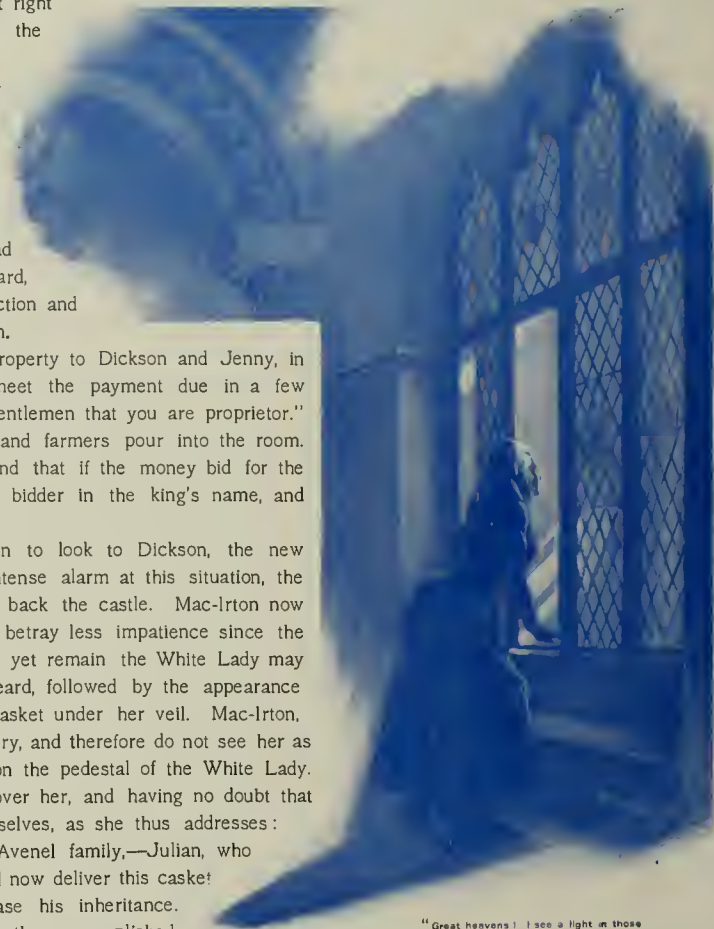 right
the
ard,
ction and
roperty to Dickson and Jenny, in
meet the payment due in a few
entlemen that you are proprietor."
and farmers pour into the room.
nd that if the money bid for the
bidder in the king's name, and
n to look to Dickson, the new
tense alarm at this situation, the
back the castle. Mac-Irton now
betray less impatience since the
yet remain the White Lady may
eard, followed by the appearance
asket under her veil. Mac-Irton,
ry, and therefore do not see her as
on the pedestal of the White Lady.
over her, and having no doubt that
selves, as she thus addresses:
Avenel family,—Julian, who
now deliver this casket
ase his inheritance.
"Great heavens! I see a light in those